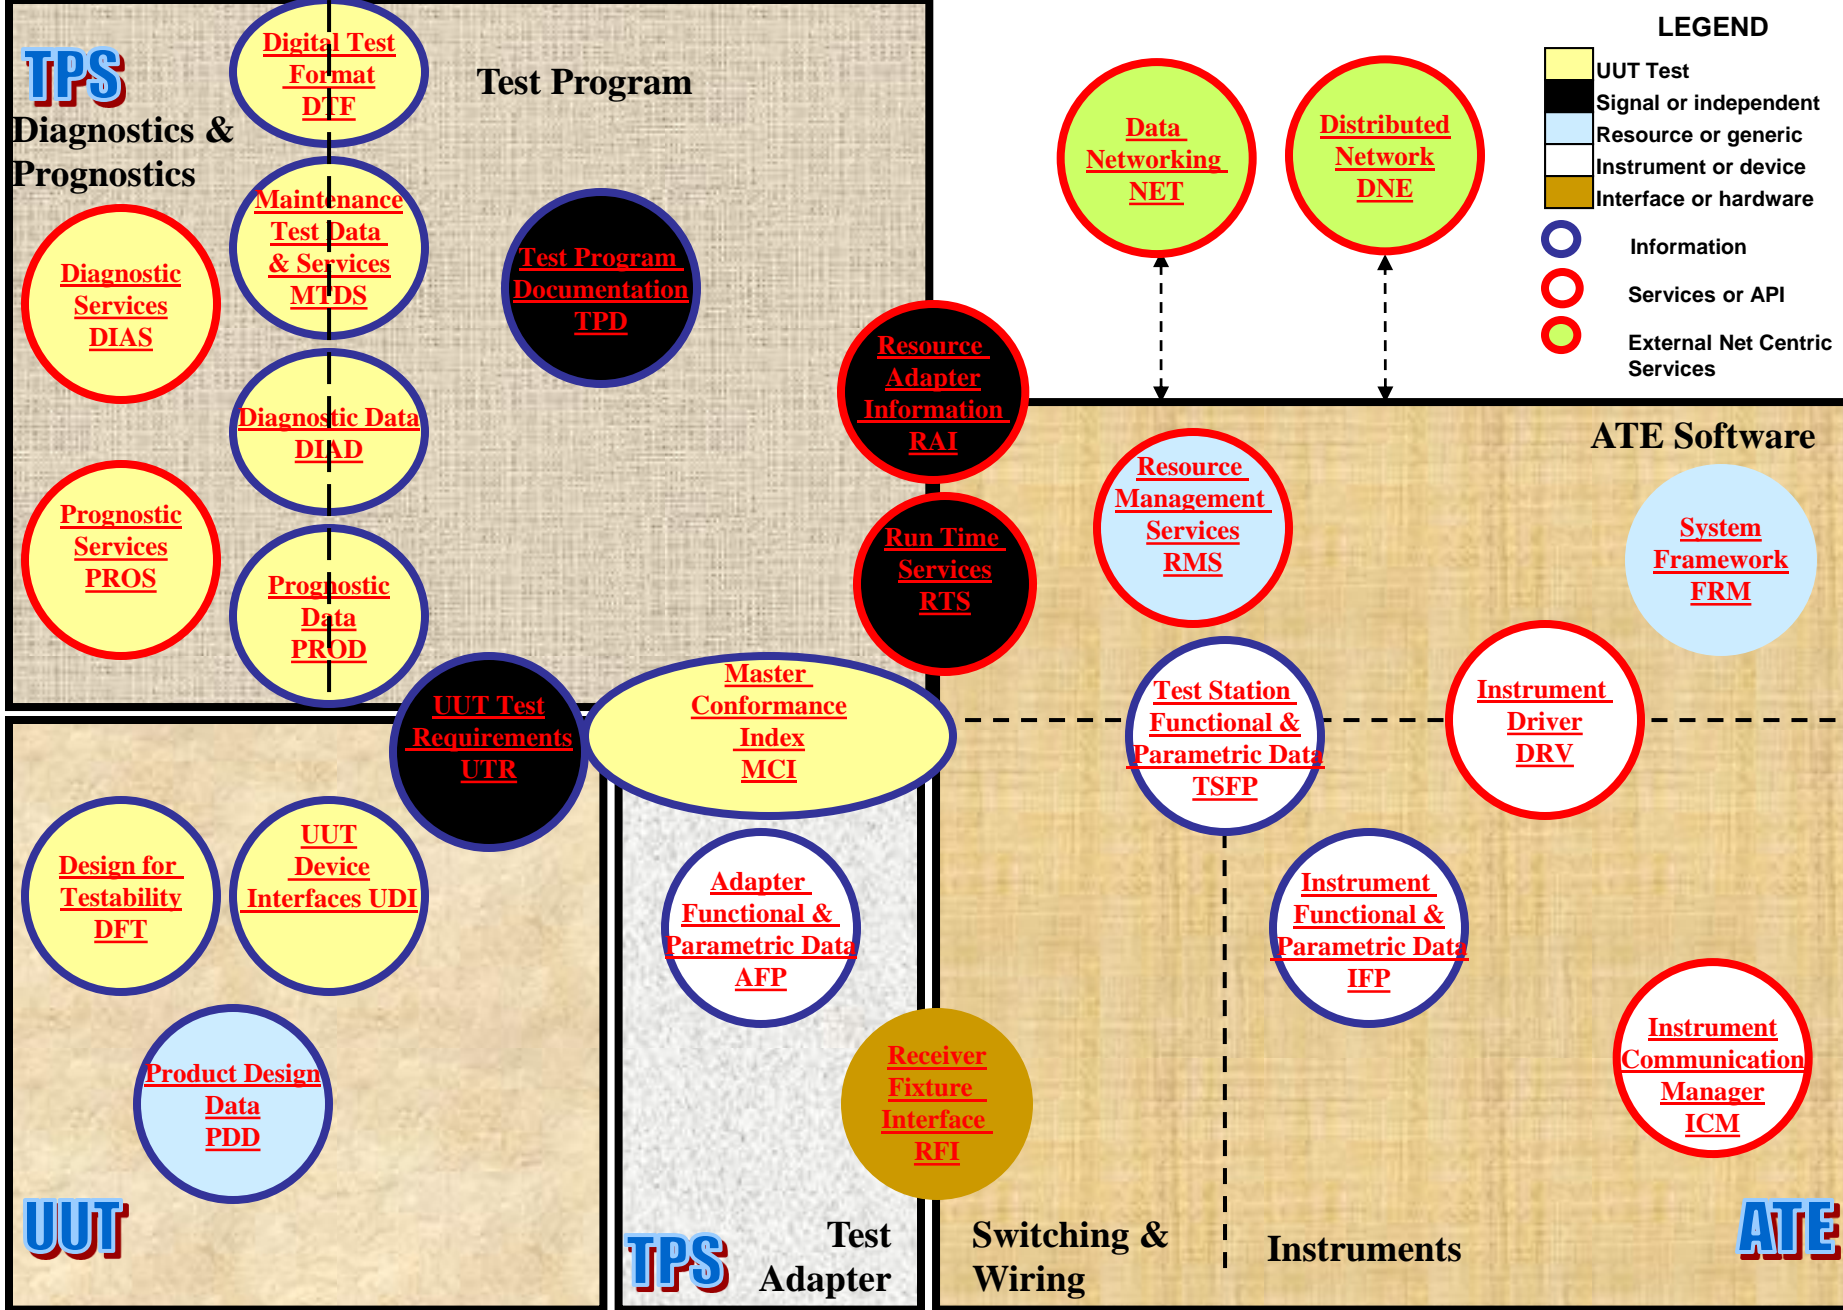 TPS
Diagnostics &
Prognostics
Test Program
Digital Test
Format
DTF
Maintenance
Test Data
& Services
MTDS
Diagnostic
Services
DIAS
Test Program
Documentation
TPD
Diagnostic Data
DIAD
Prognostic
Services
PROS
Prognostic
Data
PROD
Resource
Adapter
Information
RAI
Run Time
Services
RTS
Data
Networking
NET
Distributed
Network
DNE
LEGEND
UUT Test
Signal or independent
Resource or generic
Instrument or device
Interface or hardware
Information
Services or API
External Net Centric
Services
ATE Software
Resource
Management
Services
RMS
System
Framework
FRM
Test Station
Functional &
Parametric Data
TSFP
Instrument
Driver
DRV
UUT Test
Requirements
UTR
Master
Conformance
Index
MCI
Design for
Testability
DFT
UUT
Device
Interfaces UDI
Product Design
Data
PDD
UUT
Adapter
Functional &
Parametric Data
AFP
Receiver
Fixture
Interface
RFI
TPS
Test
Adapter
Instrument
Functional &
Parametric Data
IFP
Instrument
Communication
Manager
ICM
Switching &
Wiring
Instruments
ATE